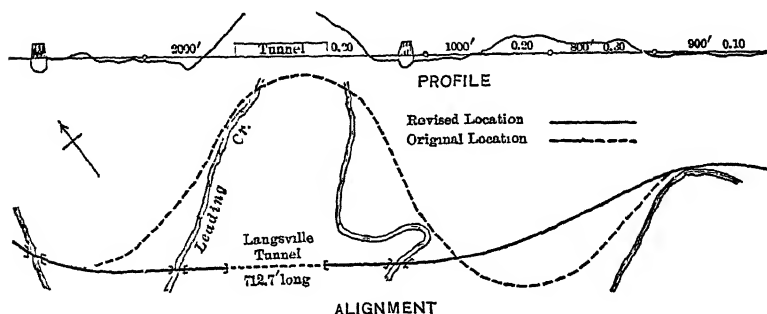 2000' Tunnel 0.20 1000' 0.20 800' 0.30 900' 0.10
PROFILE
Revised Location
Original Location
Leading Cr.
Langsville
Tunnel
712.7' long
ALIGNMENT